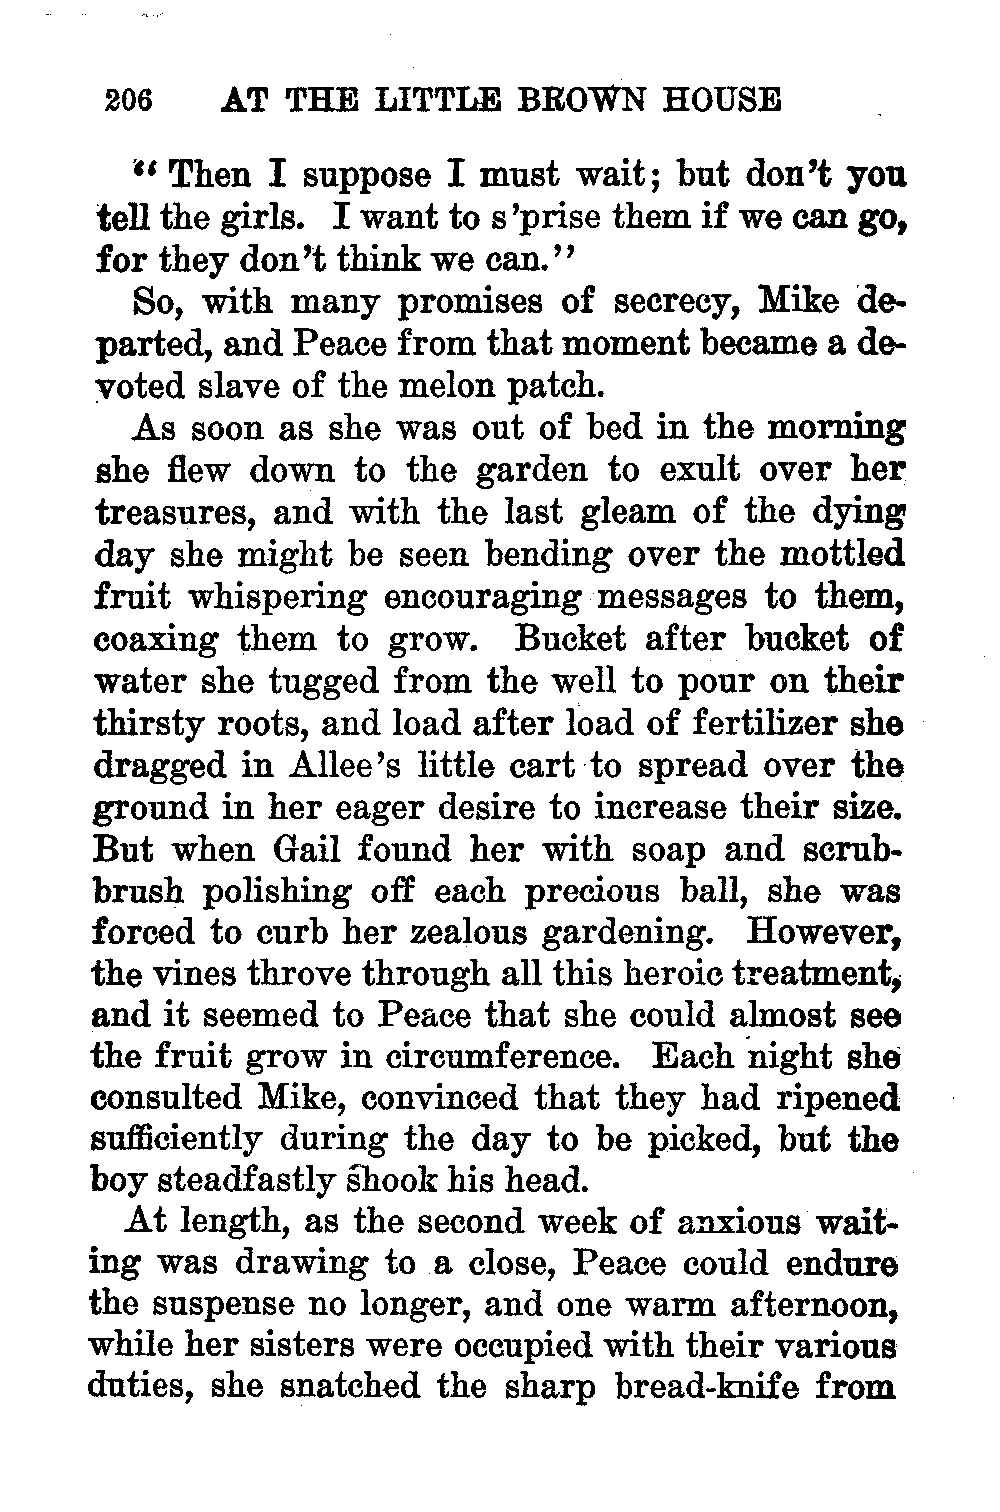 206 AT THE LITTLE BROWN HOUSE
“Then I suppose I must wait; but don’t you
tell the girls. I want to s’prise them if we can go,
for they don’t think we can.”
So, with many promises of secrecy, Mike de-
parted, and Peace from that moment became a de-
voted slave of the melon patch.
As soon as she was out of bed in the morning
she flew down to the garden to exult over her
treasures, and with the last gleam of the dying
day she might be seen bending over the mottled
fruit whispering encouraging messages to them,
coaxing them to grow. Bucket after bucket of
water she tugged from the well to pour on their
thirsty roots, and load after load of fertilizer she
dragged in Allee’s little cart to spread over the
ground in her eager desire to increase their size.
But when Gail found her with soap and scrub-
brush polishing off each precious ball, she was
forced to curb her zealous gardening. However,
the vines throve through all this heroic treatment,
and it seemed to Peace that she could almost see
the fruit grow in circumference. Each night she
consulted Mike, convinced that they had ripened
sufficiently during the day to be picked, but the
boy steadfastly shook his head.
At length, as the second week of anxious wait-
ing was drawing to a close, Peace could endure
the suspense no longer, and one warm afternoon,
while her sisters were occupied with their various
duties, she snatched the sharp bread-knife from